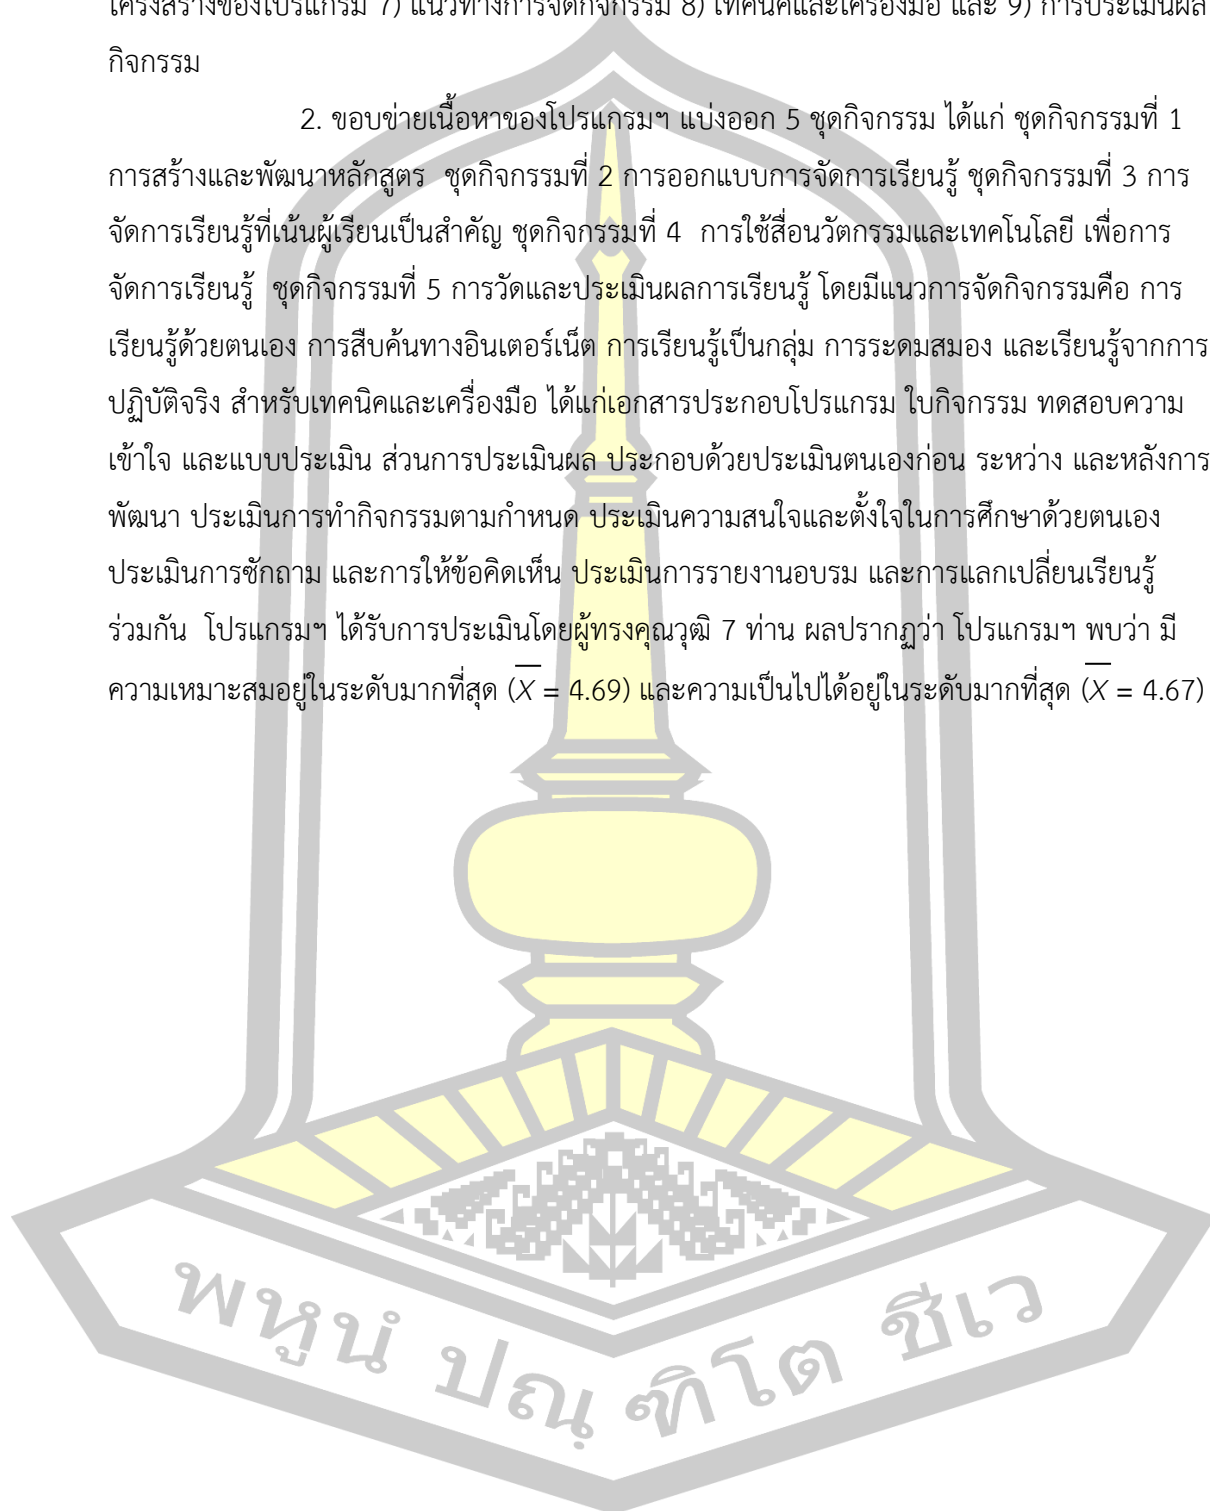 โครงสร้างของโปรแกรม 7) แนวทางการจัดกิจกรรม 8) เทคนิคและเครื่องมือ และ 9) การประเมินผล
กิจกรรม
2. ขอบข่ายเนื้อหาของโปรแกรมฯ แบ่งออก 5 ชุดกิจกรรม ได้แก่ ชุดกิจกรรมที่ 1
การสร้างและพัฒนาหลักสูตร ชุดกิจกรรมที่ 2 การออกแบบการจัดการเรียนรู้ ชุดกิจกรรมที่ 3 การ
จัดการเรียนรู้ที่เน้นผู้เรียนเป็นสำคัญ ชุดกิจกรรมที่ 4 การใช้สื่อนวัตกรรมและเทคโนโลยี เพื่อการ
จัดการเรียนรู้ ชุดกิจกรรมที่ 5 การวัดและประเมินผลการเรียนรู้ โดยมีแนวการจัดกิจกรรมคือ การ
เรียนรู้ด้วยตนเอง การสืบค้นทางอินเตอร์เน็ต การเรียนรู้เป็นกลุ่ม การระดมสมอง และเรียนรู้จากการ
ปฏิบัติจริง สำหรับเทคนิคและเครื่องมือ ได้แก่เอกสารประกอบโปรแกรม ใบกิจกรรม ทดสอบความ
เข้าใจ และแบบประเมิน ส่วนการประเมินผล ประกอบด้วยประเมินตนเองก่อน ระหว่าง และหลังการ
พัฒนา ประเมินการทำกิจกรรมตามกำหนด ประเมินความสนใจและตั้งใจในการศึกษาด้วยตนเอง
ประเมินการซักถาม และการให้ข้อคิดเห็น ประเมินการรายงานอบรม และการแลกเปลี่ยนเรียนรู้
ร่วมกัน โปรแกรมฯ ได้รับการประเมินโดยผู้ทรงคุณวุฒิ 7 ท่าน ผลปรากฏว่า โปรแกรมฯ พบว่า มี
ความเหมาะสมอยู่ในระดับมากที่สุด (X̅ = 4.69) และความเป็นไปได้อยู่ในระดับมากที่สุด (X̅ = 4.67)
พหูนํ ปณฺฑิโต ชีเว